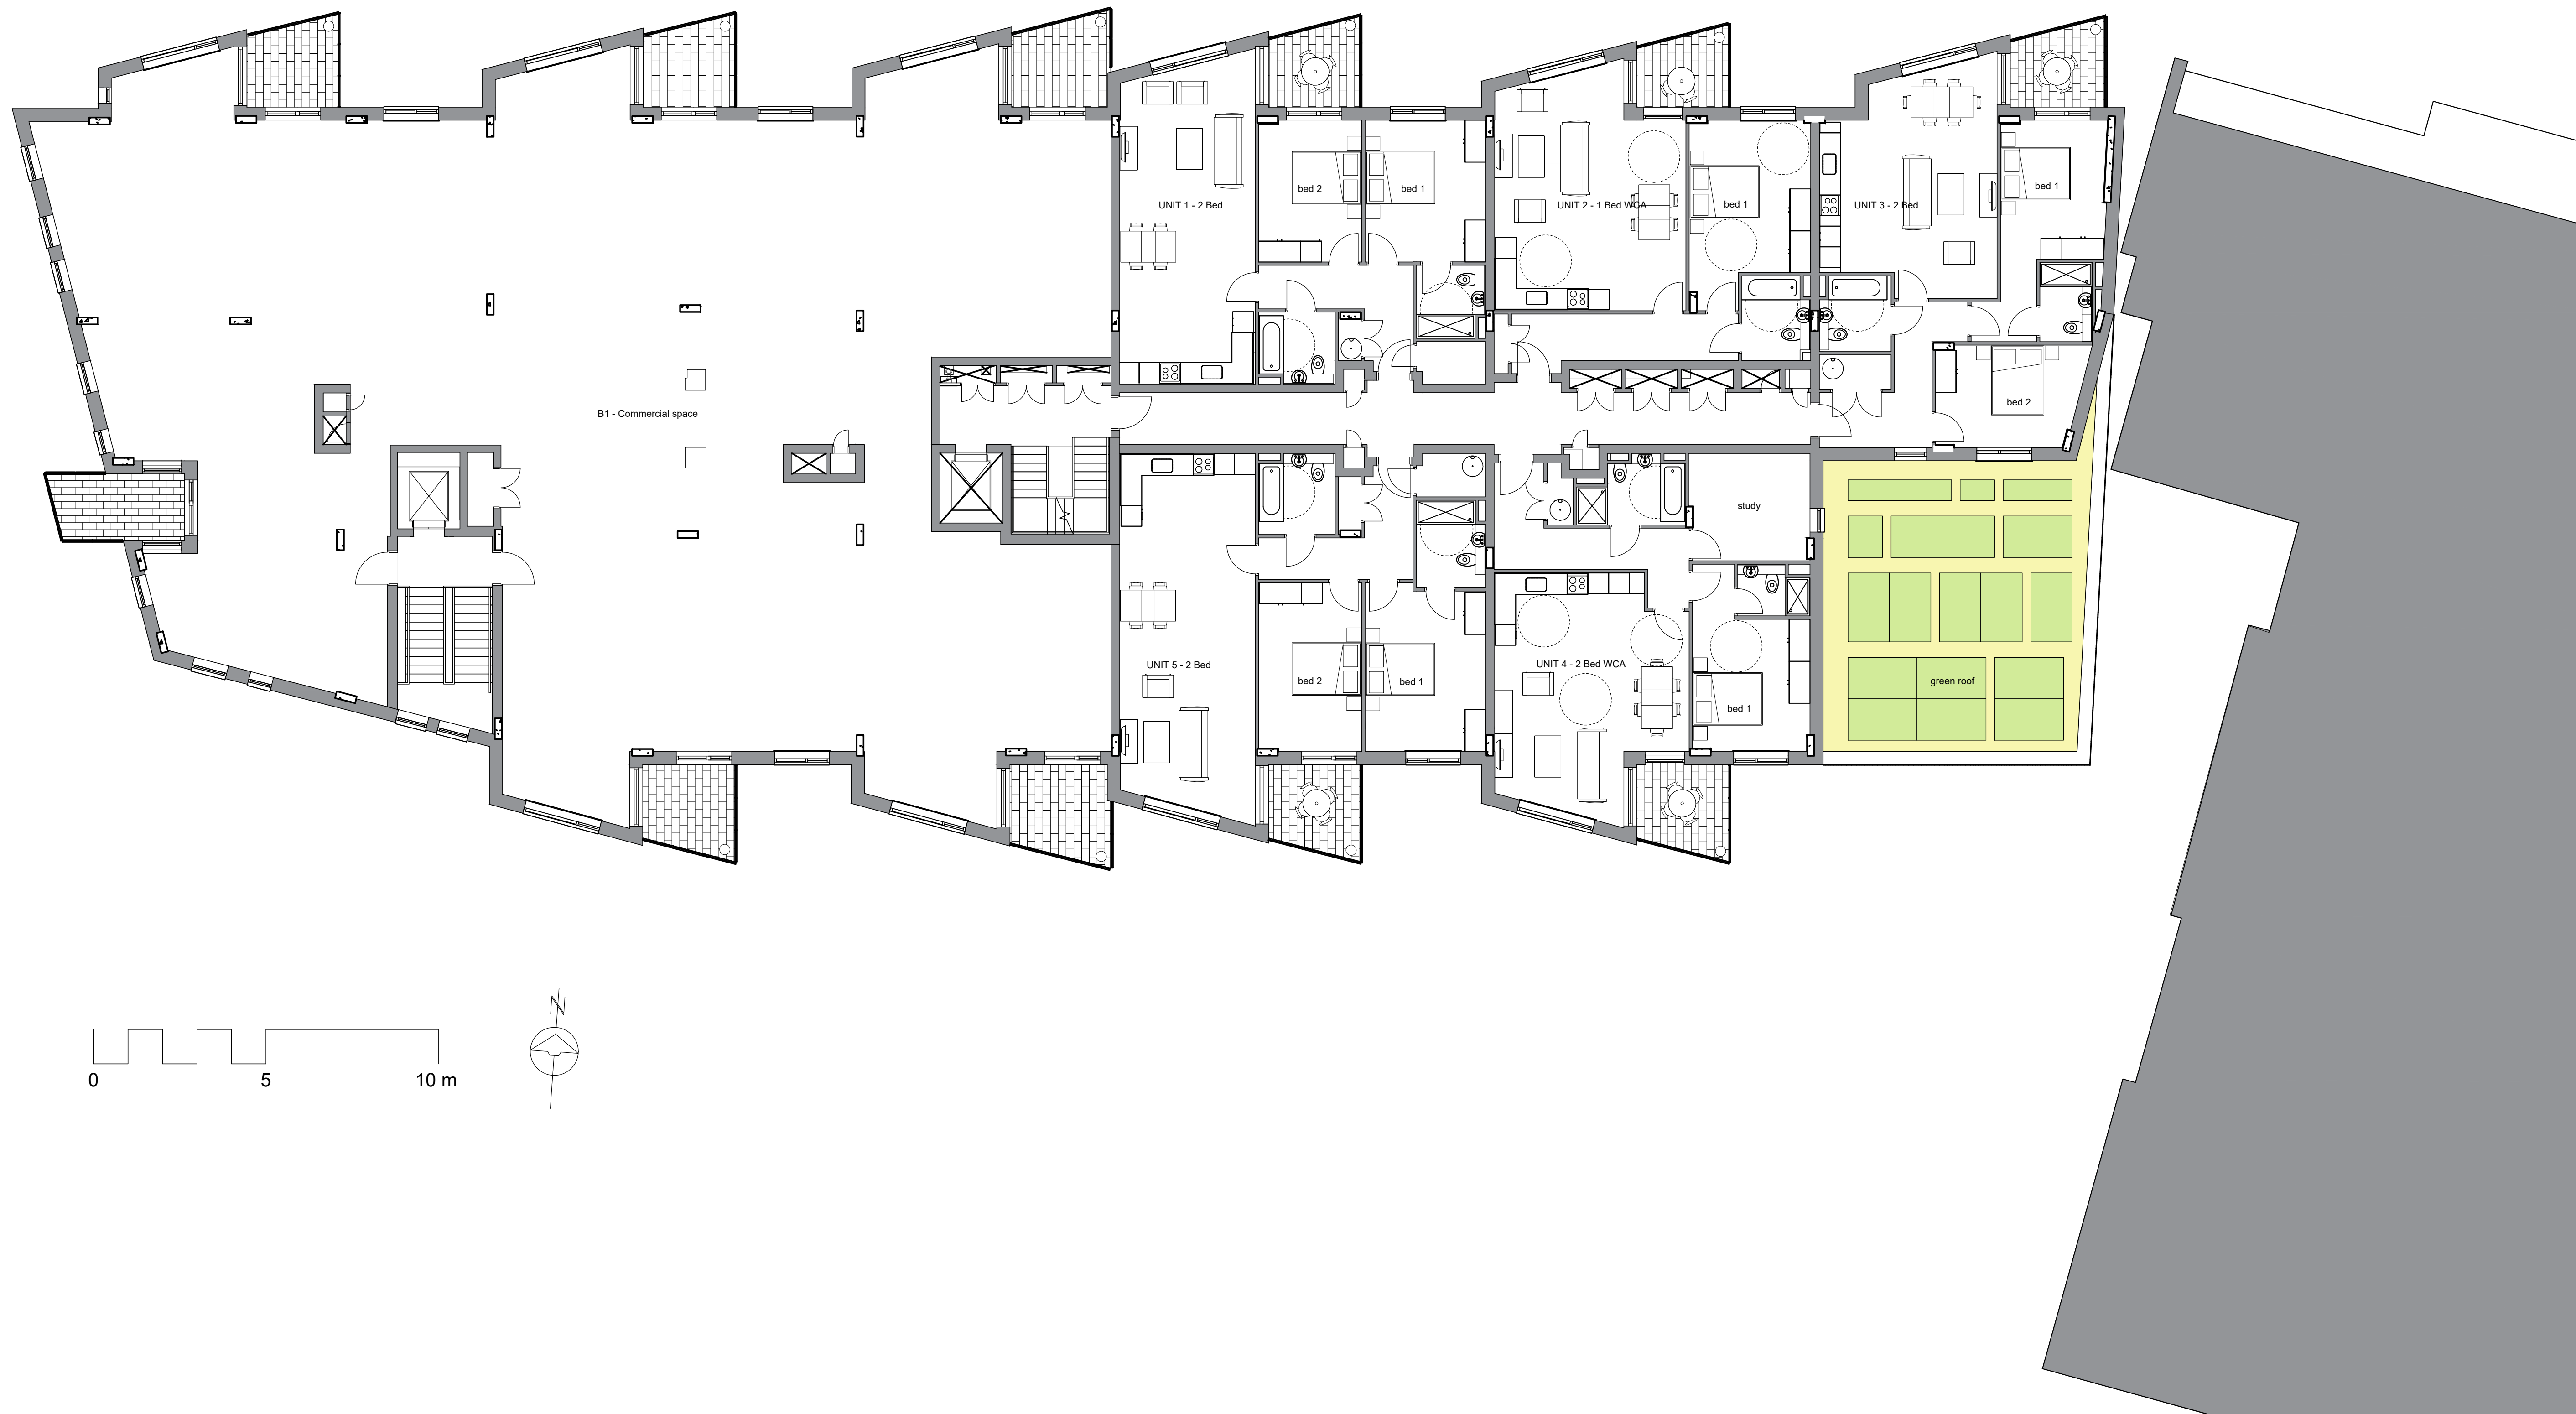 bed 2
bed 1
bed 1
bed 1
UNIT 1 - 2 Bed
UNIT 2 - 1 Bed WCA
UNIT 3 - 2 Bed
bed 2
B1 - Commercial space
study
UNIT 5 - 2 Bed
UNIT 4 - 2 Bed WCA
bed 2
bed 1
green roof
bed 1
N
0
5
10 m